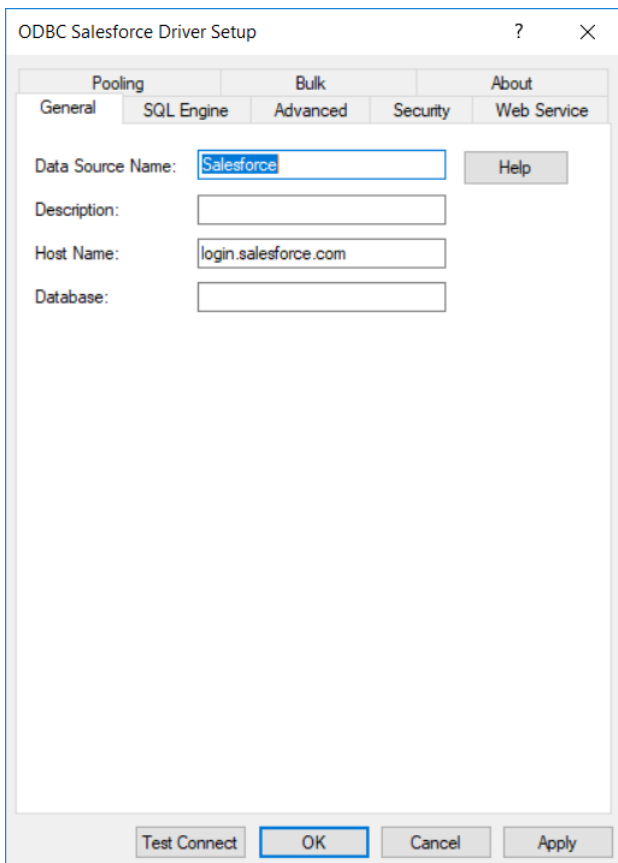 ODBC Salesforce Driver Setup ?
Pooling Bulk About
General SQL Engine Advanced Security Web Service
Data Source Name: Salesforce Help
Description:
Host Name: login.salesforce.com
Database:
Test Connect OK Cancel Apply